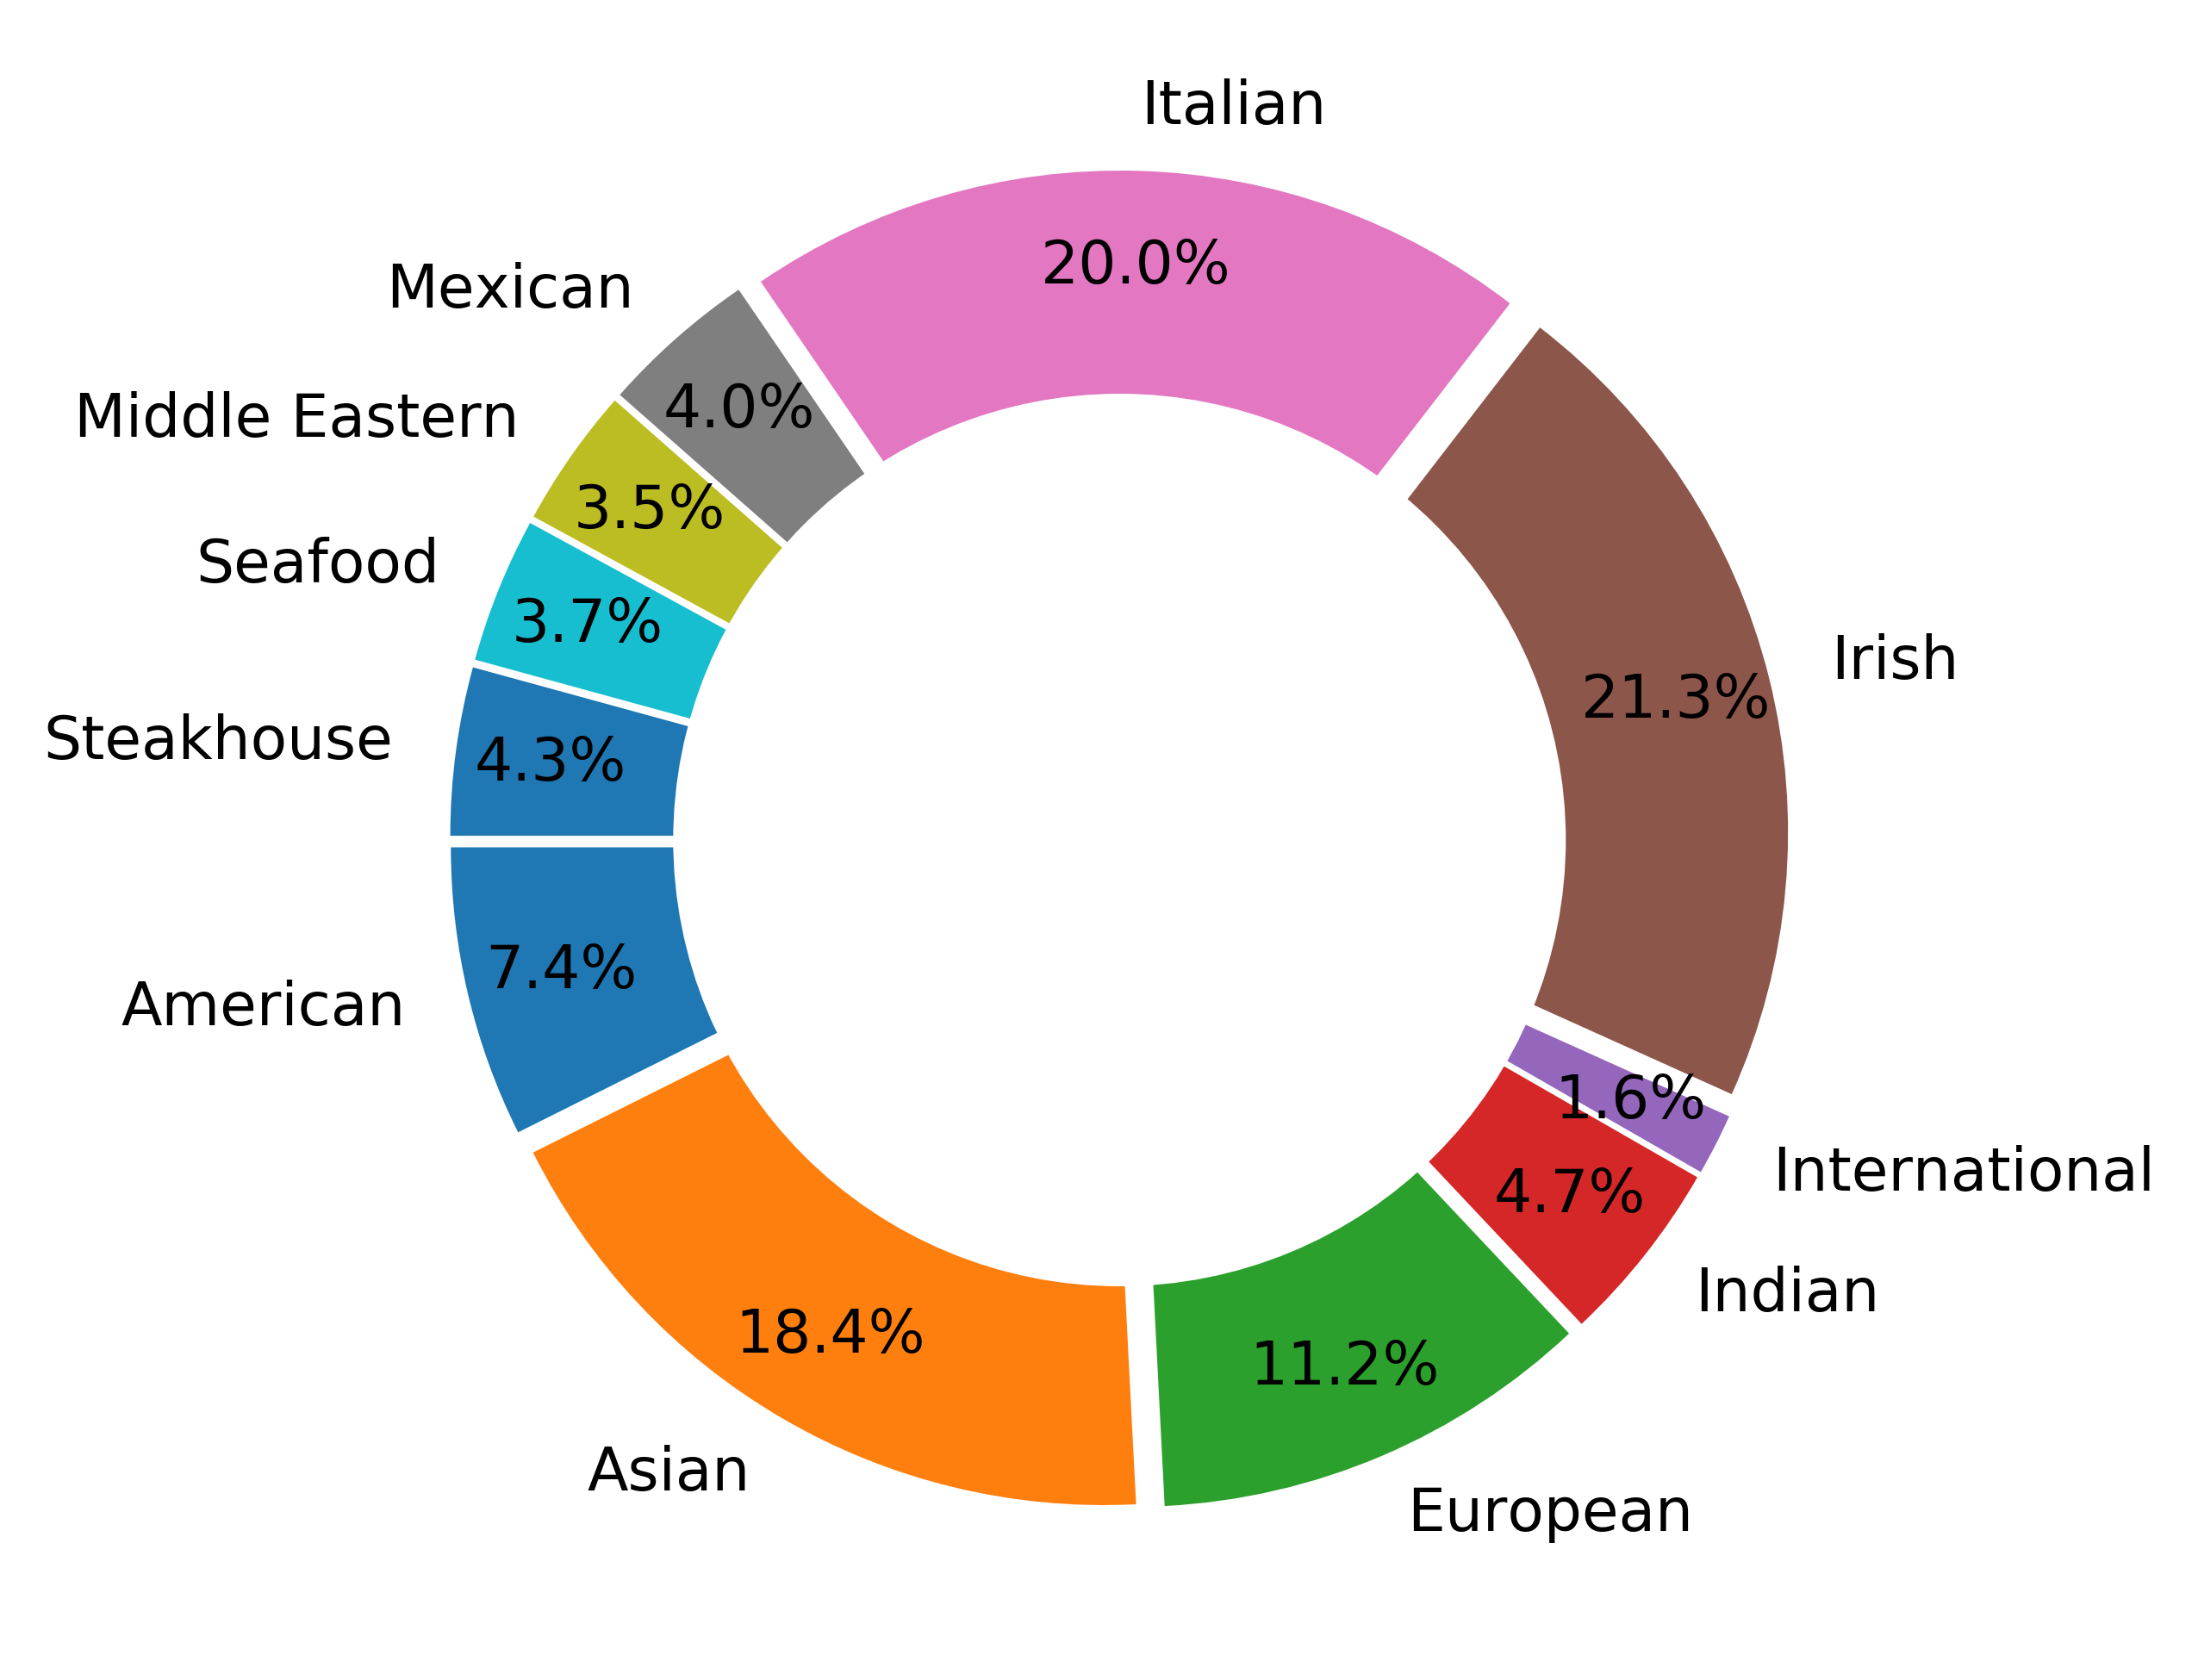 Italian
20.0%
Mexican
4.0%
Middle Eastern
3.5%
Seafood
3.7%
Irish
21.3%
Steakhouse
4.3%
American
7.4%
1.6%
International
4.7%
Indian
18.4%
11.2%
Asian
European